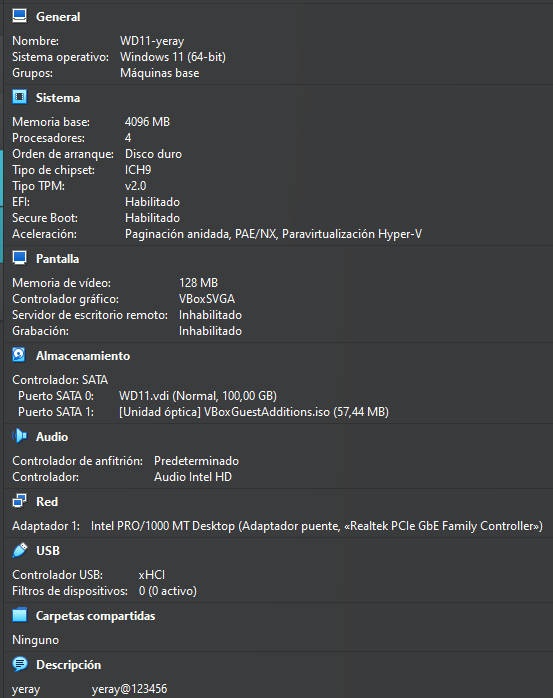 General
Nombre: WD11-yeray
Sistema operativo: Windows 11 (64-bit)
Grupos: Máquinas base
Sistema
Memoria base: 4096 MB
Procesadores: 4
Orden de arranque: Disco duro
Tipo de chipset: ICH9
Tipo TPM: v2.0
EFI: Habilitado
Secure Boot: Habilitado
Aceleración: Paginación anidada, PAE/NX, Paravirtualización Hyper-V
Pantalla
Memoria de vídeo: 128 MB
Controlador gráfico: VBoxSVGA
Servidor de escritorio remoto: Inhabilitado
Grabación: Inhabilitado
Almacenamiento
Controlador: SATA
Puerto SATA 0: WD11.vdi (Normal, 100,00 GB)
Puerto SATA 1: [Unidad óptica] VBoxGuestAdditions.iso (57,44 MB)
Audio
Controlador de anfitrión: Predeterminado
Controlador: Audio Intel HD
Red
Adaptador 1: Intel PRO/1000 MT Desktop (Adaptador puente, «Realtek PCIe GbE Family Controller»)
USB
Controlador USB: xHCI
Filtros de dispositivos: 0 (0 activo)
Carpetas compartidas
Ninguno
Descripción
yeray yeray@123456